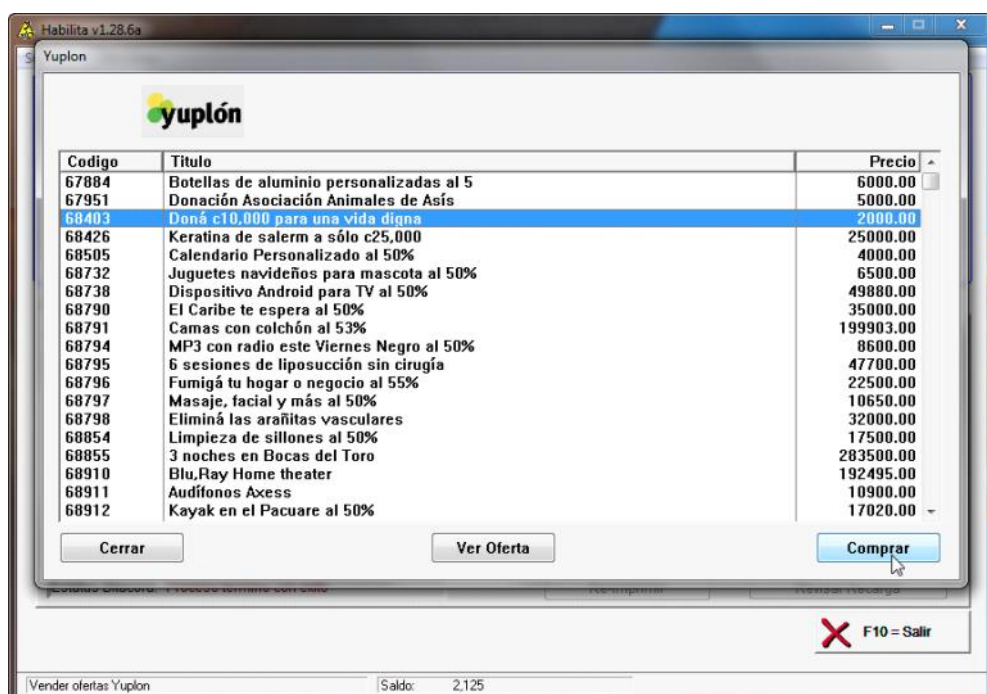 Habilita v1.28.6a
Yuplon
yuplón
Codigo Titulo Precio
67884 Botellas de aluminio personalizadas al 5 6000.00
67951 Donación Asociación Animales de Asís 5000.00
68403 Doná c10,000 para una vida digna 2000.00
68426 Keratina de salerm a sólo c25,000 25000.00
68505 Calendario Personalizado al 50% 4000.00
68732 Juguetes navideños para mascota al 50% 6500.00
68738 Dispositivo Android para TV al 50% 49880.00
68790 El Caribe te espera al 50% 35000.00
68791 Camas con colchón al 53% 199903.00
68794 MP3 con radio este Viernes Negro al 50% 8600.00
68795 6 sesiones de liposucción sin cirugía 47700.00
68796 Fumigá tu hogar o negocio al 55% 22500.00
68797 Masaje, facial y más al 50% 10650.00
68798 Eliminá las arañitas vasculares 32000.00
68854 Limpieza de sillones al 50% 17500.00
68855 3 noches en Bocas del Toro 283500.00
68910 Blu,Ray Home theater 192495.00
68911 Audífonos Axess 10900.00
68912 Kayak en el Pacuare al 50% 17020.00
Cerrar Ver Oferta Comprar
F10 = Salir
Vender ofertas Yuplon Saldo: 2,125